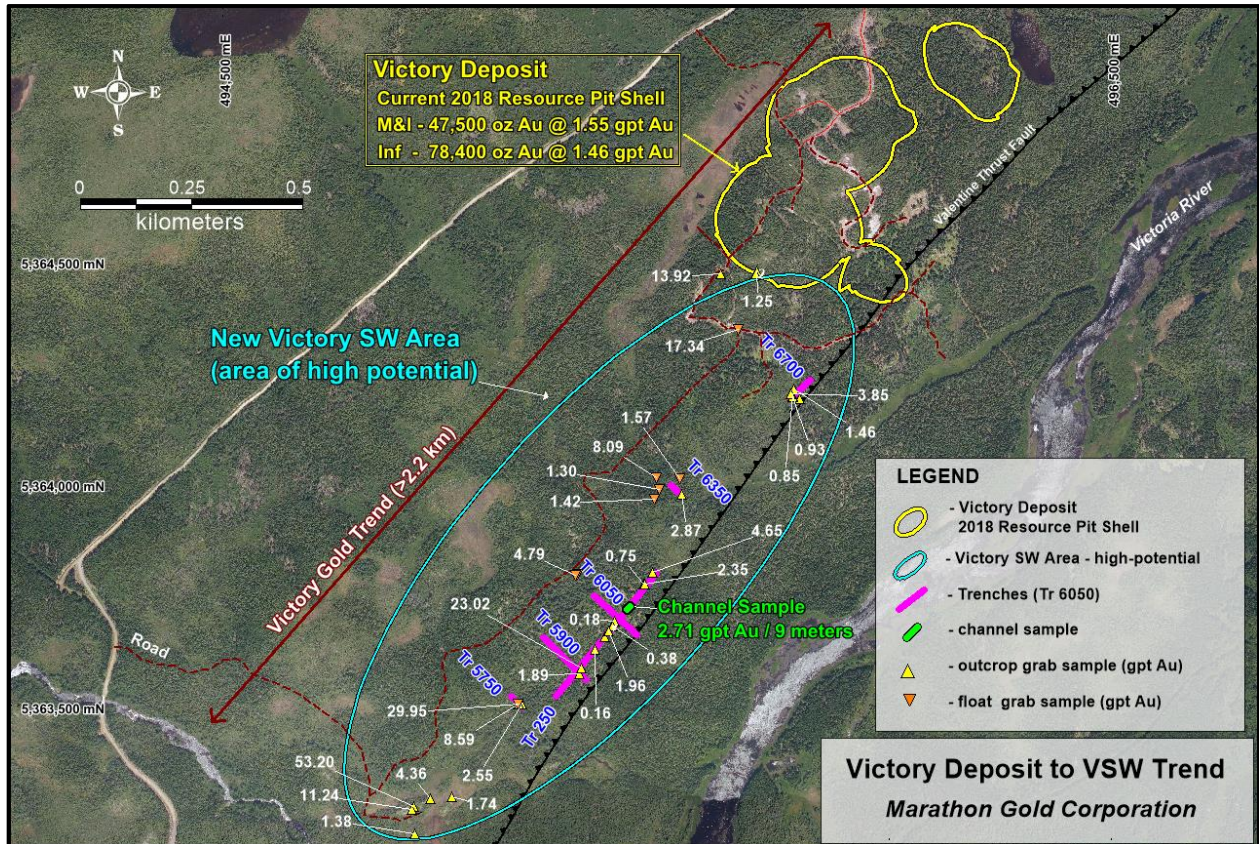 Victory Deposit
Current 2018 Resource Pit Shell
M&I - 47,500 oz Au @ 1.55 gpt Au
Inf - 78,400 oz Au @ 1.46 gpt Au
N
W E
S
0 0.25 0.5
kilometers
494,500 mE
496,500 mE
5,364,500 mN
5,364,000 mN
5,363,500 mN
Valentine Thrust Fault
Victoria River
New Victory SW Area
(area of high potential)
Victory Gold Trend (>2.2 km)
Road
13.92
1.25
17.34
Tr 6700
3.85
1.46
0.93
0.85
1.57
8.09
1.30
1.42
Tr 6350
2.87
4.65
0.75
2.35
4.79
Tr 6050
Channel Sample
2.71 gpt Au / 9 meters
0.18
0.38
23.02
Tr 5900
1.96
1.89
0.16
Tr 5750
Tr 250
29.95
8.59
2.55
53.20
4.36
11.24
1.74
1.38
LEGEND
- Victory Deposit
2018 Resource Pit Shell
- Victory SW Area - high-potential
- Trenches (Tr 6050)
- channel sample
- outcrop grab sample (gpt Au)
- float grab sample (gpt Au)
Victory Deposit to VSW Trend
Marathon Gold Corporation